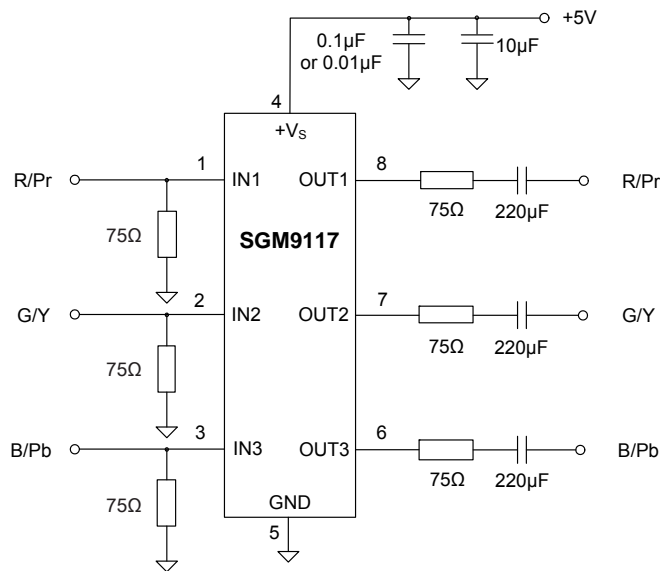 +5V
0.1µF
or 0.01µF
10µF
4
+VS
1
8
R/Pr
IN1
OUT1
R/Pr
75Ω
220µF
75Ω
SGM9117
2
7
G/Y
IN2
OUT2
G/Y
75Ω
220µF
75Ω
3
6
B/Pb
IN3
OUT3
B/Pb
75Ω
220µF
75Ω
GND
5